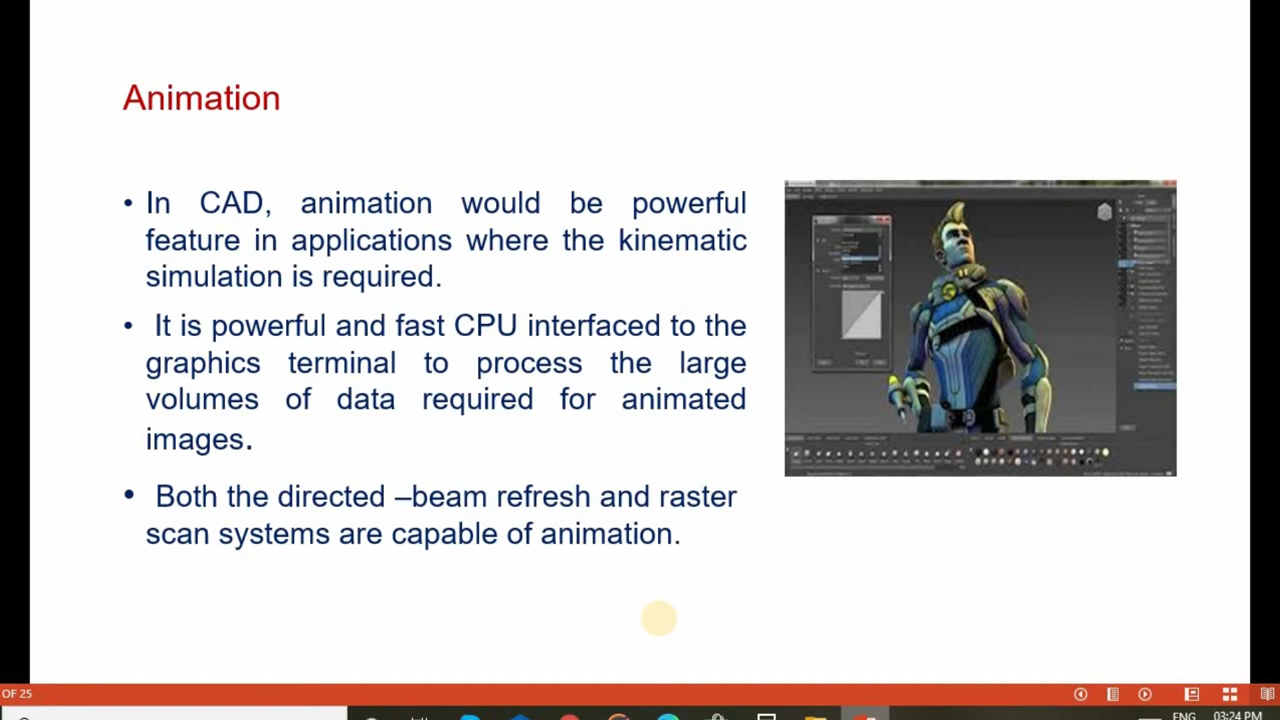 Animation
• In CAD, animation would be powerful
feature in applications where the kinematic
simulation is required.
• It is powerful and fast CPU interfaced to the
graphics terminal to process the large
volumes of data required for animated
images.
• Both the directed –beam refresh and raster
scan systems are capable of animation.
OF 25
ENG
03:24 PM